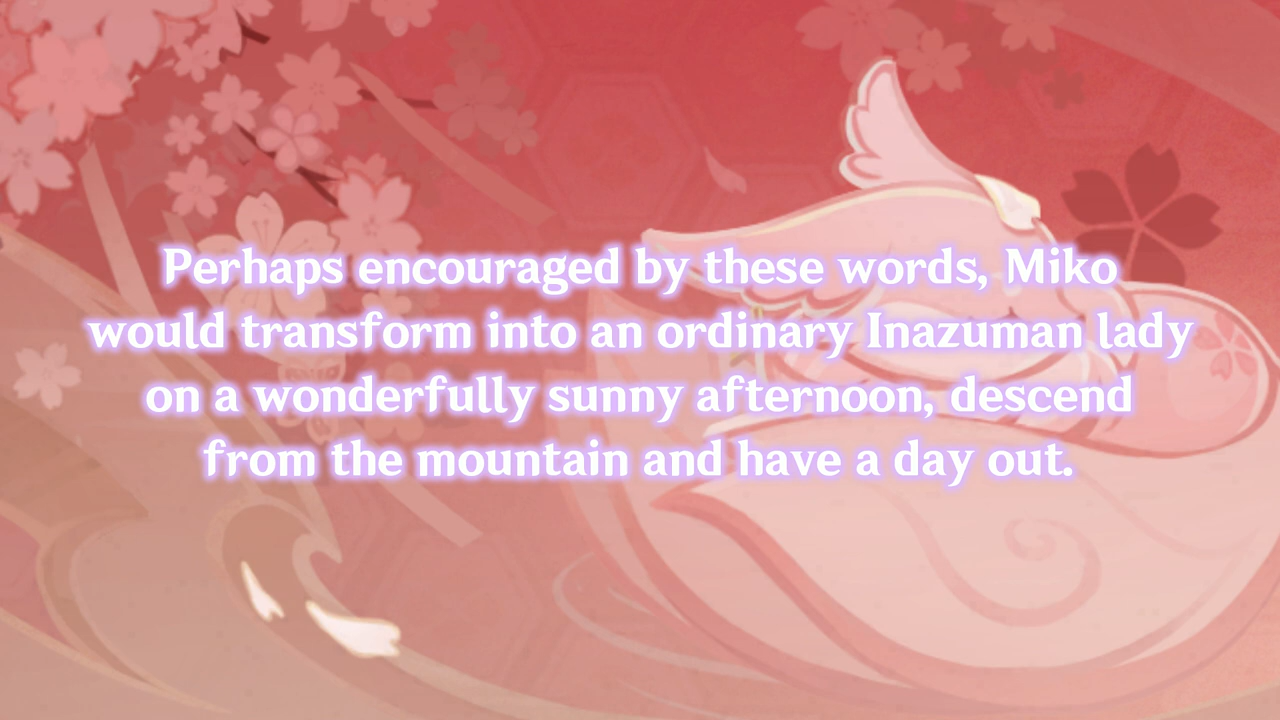 Perhaps encouraged by these words, Miko
would transform into an ordinary Inazuman lady
on a wonderfully sunny afternoon, descend
from the mountain and have a day out.